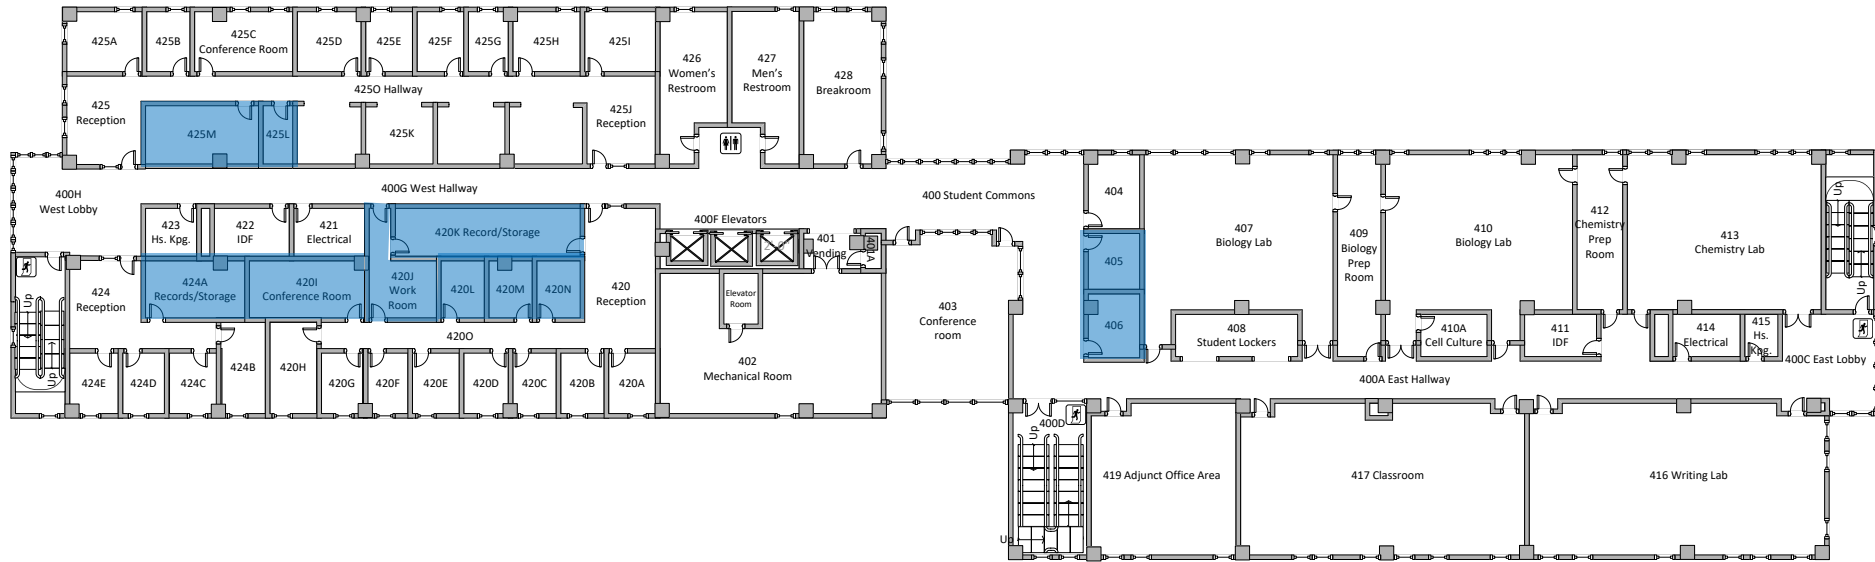 425A
425B
425C
Conference Room
425D
425E
425F
425G
425H
425I
426
Women's
Restroom
427
Men's
Restroom
428
Breakroom
425O Hallway
425
Reception
425M
425L
425K
425J
Reception
400H
West Lobby
400G West Hallway
400 Student Commons
400F Elevators
423
Hs. Kpg.
422
IDF
421
Electrical
420K Record/Storage
401
Vending
401A
424
Reception
424A
Records/Storage
420I
Conference Room
420J
Work
Room
420L
420M
420N
420
Reception
Elevator
Room
403
Conference
room
402
Mechanical Room
420O
424E
424D
424C
424B
420H
420G
420F
420E
420D
420C
420B
420A
Up
Up
404
405
406
407
Biology Lab
408
Student Lockers
409
Biology
Prep
Room
410
Biology Lab
410A
Cell Culture
411
IDF
412
Chemistry
Prep
Room
413
Chemistry Lab
414
Electrical
415
Hs.
Kpg.
Up
Up
400C East Lobby
400A East Hallway
400D
Up
Up
419 Adjunct Office Area
417 Classroom
416 Writing Lab